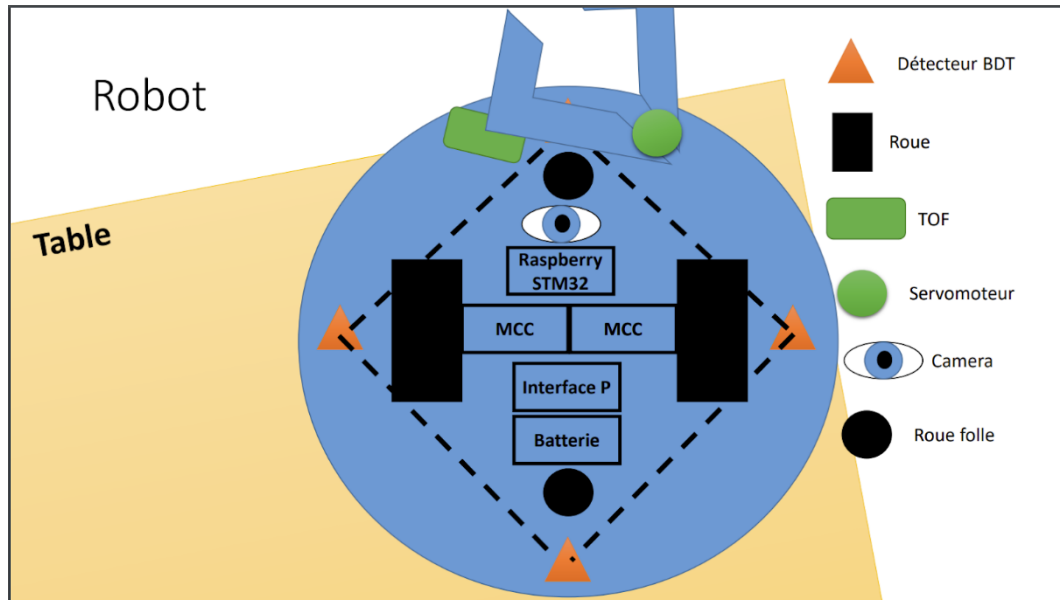 Robot
Table
Raspberry
STM32
MCC
MCC
Interface P
Batterie
Détecteur BDT
Roue
TOF
Servomoteur
Camera
Roue folle